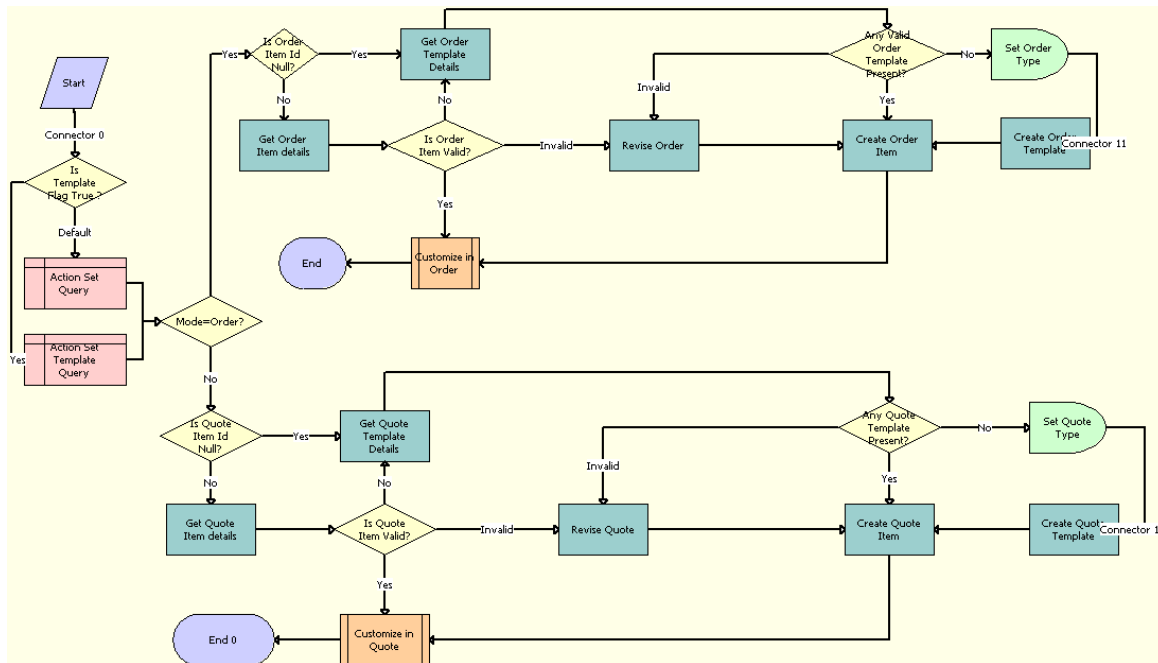 Start
Connector 0
Is
Template
Flag True ?
Default
Yes
Action Set
Query
Action Set
Template
Query
Mode=Order?
Yes
Is Order
Item Id
Null?
Yes
No
Get Order
Template
Details
Get Order
Item details
No
Is Order
Item Valid?
Invalid
Yes
Revise Order
Invalid
Any Valid
Order
Template
Present?
No
Yes
Set Order
Type
Connector 11
Create Order
Template
Create Order
Item
Customize in
Order
End
No
Is Quote
Item Id
Null?
Yes
No
Get Quote
Template
Details
Get Quote
Item details
No
Is Quote
Item Valid?
Invalid
Yes
Revise Quote
Invalid
Any Quote
Template
Present?
No
Yes
Set Quote
Type
Connector 1
Create Quote
Template
Create Quote
Item
Customize in
Quote
End 0